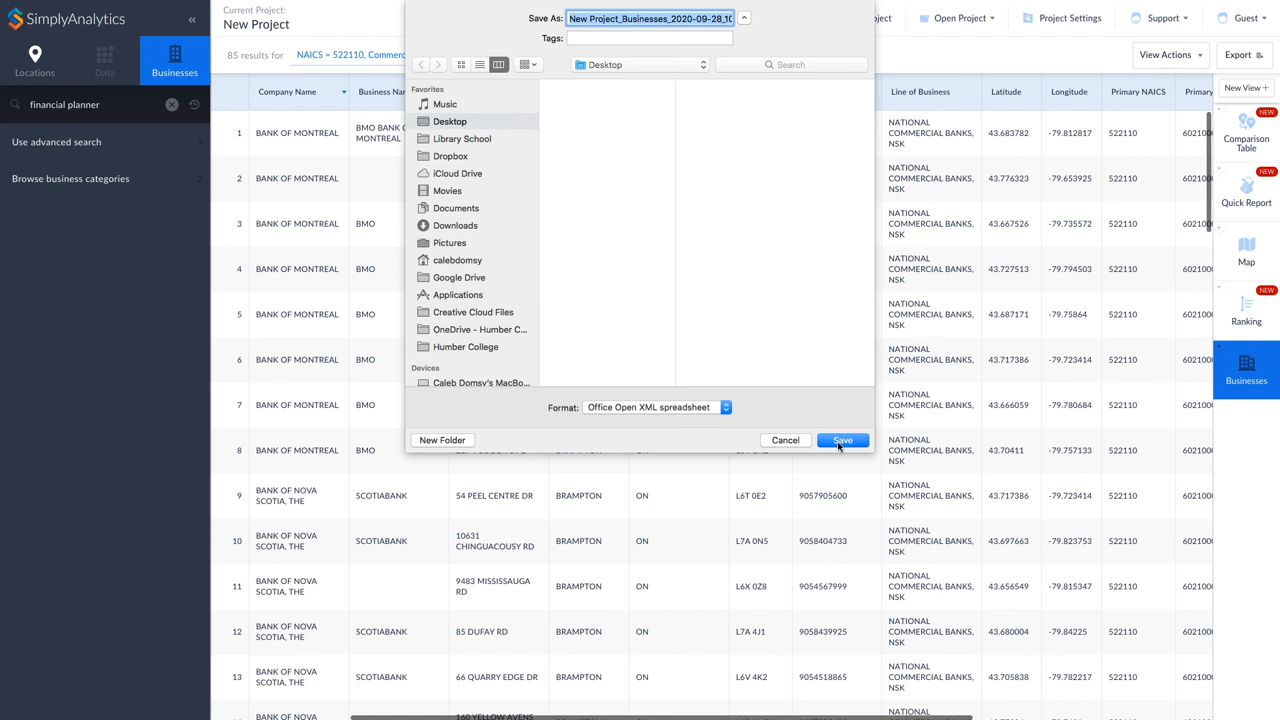 SimplyAnalytics «
Locations Data Businesses
financial planner
Use advanced search
Browse business categories
Current Project:
New Project
Open Project
Project Settings
Support
Guest
85 results for NAICS = 522110,
View Actions
Export
Save As: New Project_Businesses_2020-09-28_
Tags:
Desktop
Search
Favorites
Music
Desktop
Library School
Dropbox
iCloud Drive
Movies
Documents
Downloads
Pictures
calebdomsy
Google Drive
Applications
Creative Cloud Files
OneDrive - Humber C...
Humber College
Devices
Caleb Domsy's MacBo...
Format: Office Open XML spreadsheet
New Folder
Cancel
Save
Company Name
Line of Business Latitude Longitude Primary NAICS Primary
1 BANK OF MONTREAL
MONTREAL
NATIONAL
COMMERCIAL BANKS,
NSK
43.683782 -79.812817 522110
2 BANK OF MONTREAL
NATIONAL
COMMERCIAL BANKS,
NSK
43.776323 -79.653925 522110
3 BANK OF MONTREAL BMO
NATIONAL
COMMERCIAL BANKS,
NSK
43.667526 -79.735572 522110
4 BANK OF MONTREAL BMO
NATIONAL
COMMERCIAL BANKS,
NSK
43.727513 -79.794503 522110
5 BANK OF MONTREAL BMO
NATIONAL
COMMERCIAL BANKS,
NSK
43.687171 -79.75864 522110
6 BANK OF MONTREAL BMO
NATIONAL
COMMERCIAL BANKS,
NSK
43.717386 -79.723414 522110
7 BANK OF MONTREAL BMO
NATIONAL
COMMERCIAL BANKS,
NSK
43.666059 -79.780684 522110
8 BANK OF MONTREAL BMO
NATIONAL
COMMERCIAL BANKS,
NSK
43.70411 -79.757133 522110
9 BANK OF NOVA
SCOTIA, THE
SCOTIABANK 54 PEEL CENTRE DR BRAMPTON ON L6T 0E2 9057905600
NATIONAL
COMMERCIAL BANKS,
NSK
43.717386 -79.723414 522110
10 BANK OF NOVA
SCOTIA, THE
SCOTIABANK
10631
CHINGUACOUSY RD
BRAMPTON ON L7A 0N5 9058404733
NATIONAL
COMMERCIAL BANKS,
NSK
43.697663 -79.823753 522110
11 BANK OF NOVA
SCOTIA, THE
9483 MISSISSAUGA
RD
BRAMPTON ON L6X 0Z8 9054567999
NATIONAL
COMMERCIAL BANKS,
NSK
43.656549 -79.815347 522110
12 BANK OF NOVA
SCOTIA, THE
SCOTIABANK 85 DUFAY RD BRAMPTON ON L7A 4J1 9058439925
NATIONAL
COMMERCIAL BANKS,
NSK
43.680004 -79.84225 522110
13 BANK OF NOVA
SCOTIA, THE
SCOTIABANK 66 QUARRY EDGE DR BRAMPTON ON L6V 4K2 9054518865
NATIONAL
COMMERCIAL BANKS,
NSK
43.705838 -79.782217 522110
BANK OF NOVA
160 YELLOW AVENS
NATIONAL
New View +
NEW
Comparison
Table
NEW
Quick Report
Map
NEW
Ranking
Businesses